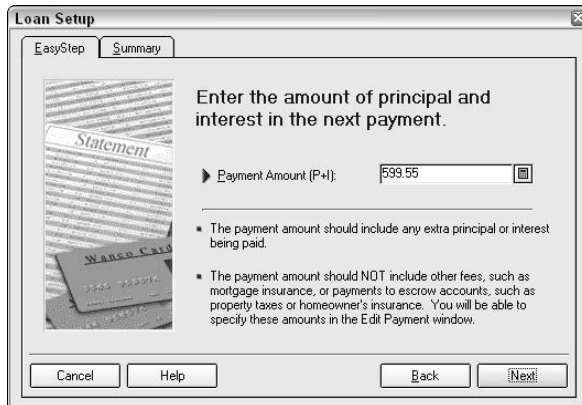 Loan Setup
EasyStep
Summary
Statement
Wanco Card
Enter the amount of principal and
interest in the next payment.
Payment Amount (P+I):
599.55
The payment amount should include any extra principal or interest
being paid.
The payment amount should NOT include other fees, such as
mortgage insurance, or payments to escrow accounts, such as
property taxes or homeowner's insurance. You will be able to
specify these amounts in the Edit Payment window.
Cancel
Help
Back
Next